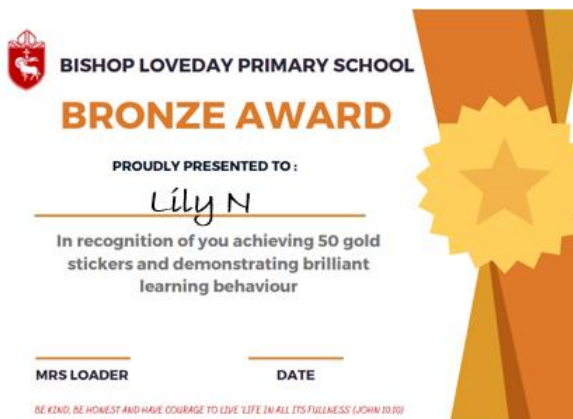 BISHOP LOVEDAY PRIMARY SCHOOL
BRONZE AWARD
PROUDLY PRESENTED TO :
Lily N
In recognition of you achieving 50 gold
stickers and demonstrating brilliant
learning behaviour
MRS LOADER DATE
BE KIND, BE HONEST AND HAVE COURAGE TO LIVE 'LIFE IN ALL ITS FULLNESS' (JOHN 10:10)